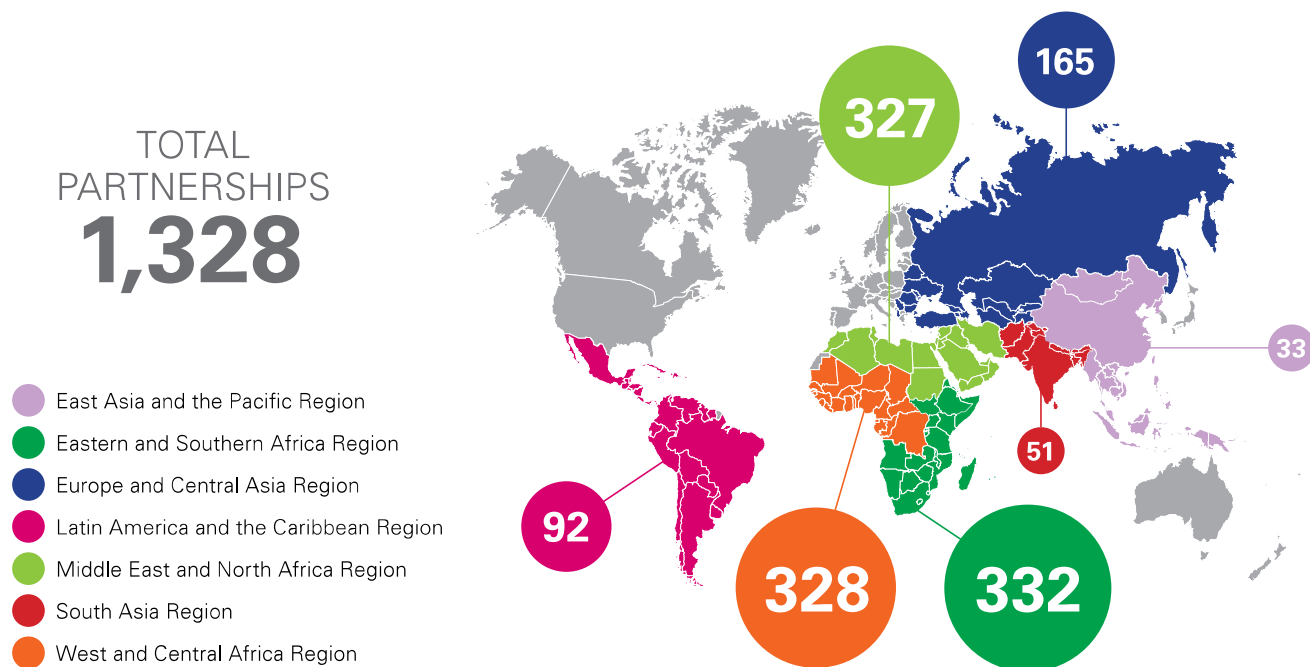 TOTAL
PARTNERSHIPS
1,328
East Asia and the Pacific Region
Eastern and Southern Africa Region
Europe and Central Asia Region
Latin America and the Caribbean Region
Middle East and North Africa Region
South Asia Region
West and Central Africa Region
165
327
33
51
92
328
332